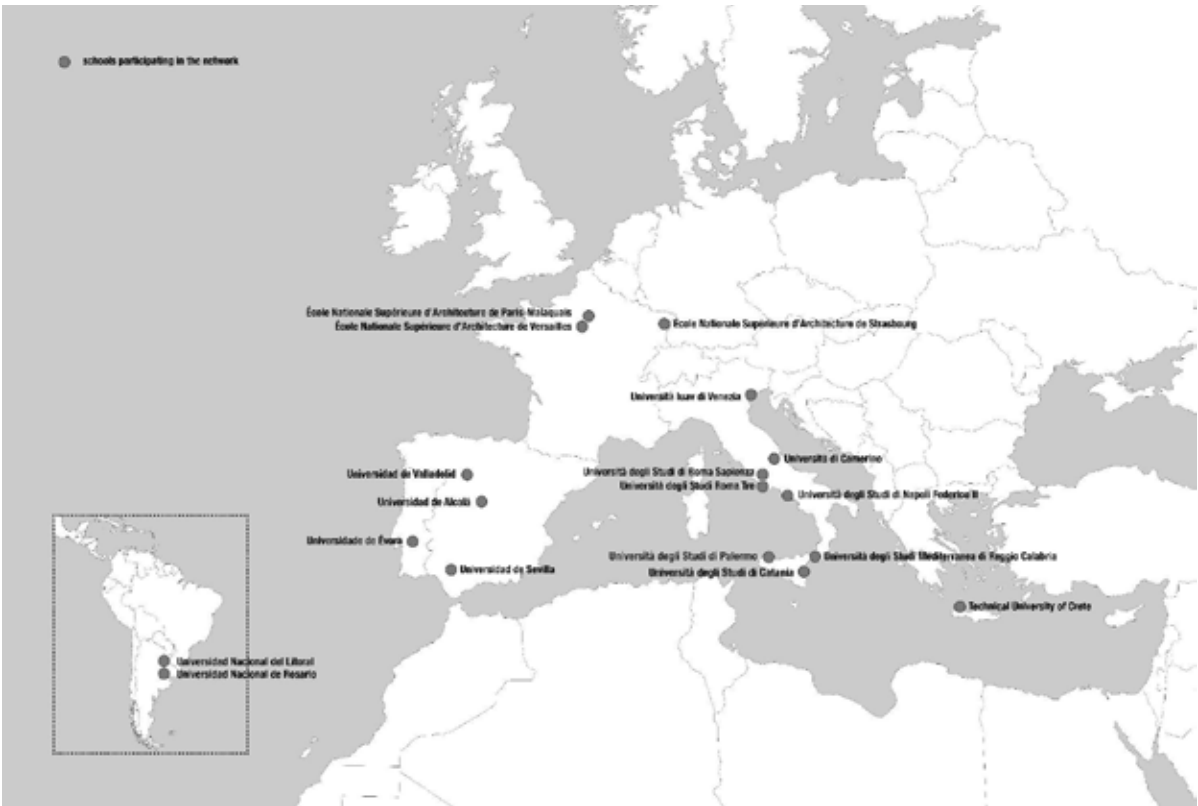 schools participating in the network
École Nationale Supérieure d'Architecture de Paris-Malaquais
École Nationale Supérieure d'Architecture de Versailles
École Nationale Supérieure d'Architecture de Strasbourg
Università Iuav di Venezia
Università di Camerino
Universidad de Valladolid
Università degli Studi di Roma Sapienza
Università degli Studi Roma Tre
Università degli Studi di Napoli Federico II
Universidad de Alcalá
Universidade de Évora
Università degli Studi di Palermo
Università degli Studi Mediterranea di Reggio Calabria
Universidad de Sevilla
Università degli Studi di Catania
Technical University of Crete
Universidad Nacional del Litoral
Universidad Nacional de Rosario